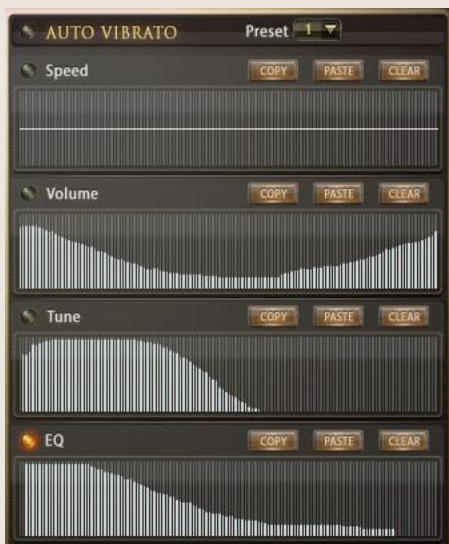 AUTO VIBRATO Preset 1
Speed COPY PASTE CLEAR
Volume COPY PASTE CLEAR
Tune COPY PASTE CLEAR
EQ COPY PASTE CLEAR